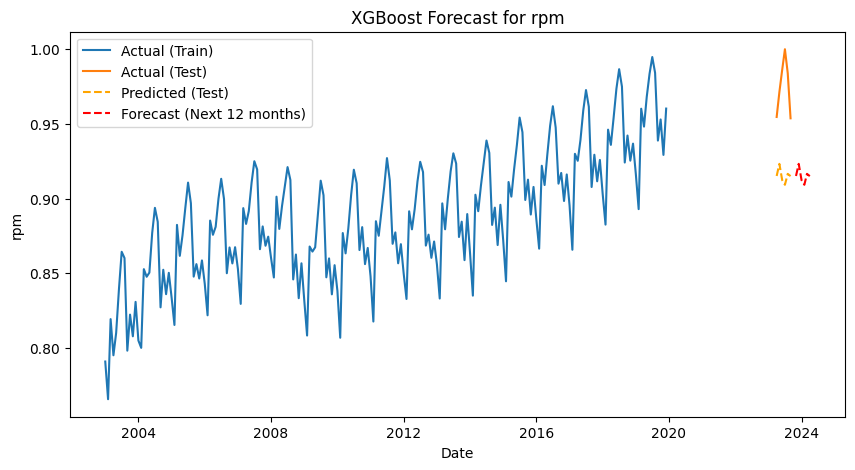 XGBoost Forecast for rpm
Actual (Train)
Actual (Test)
Predicted (Test)
Forecast (Next 12 months)
rpm
1.00
0.95
0.90
0.85
0.80
2004
2008
2012
2016
2020
2024
Date